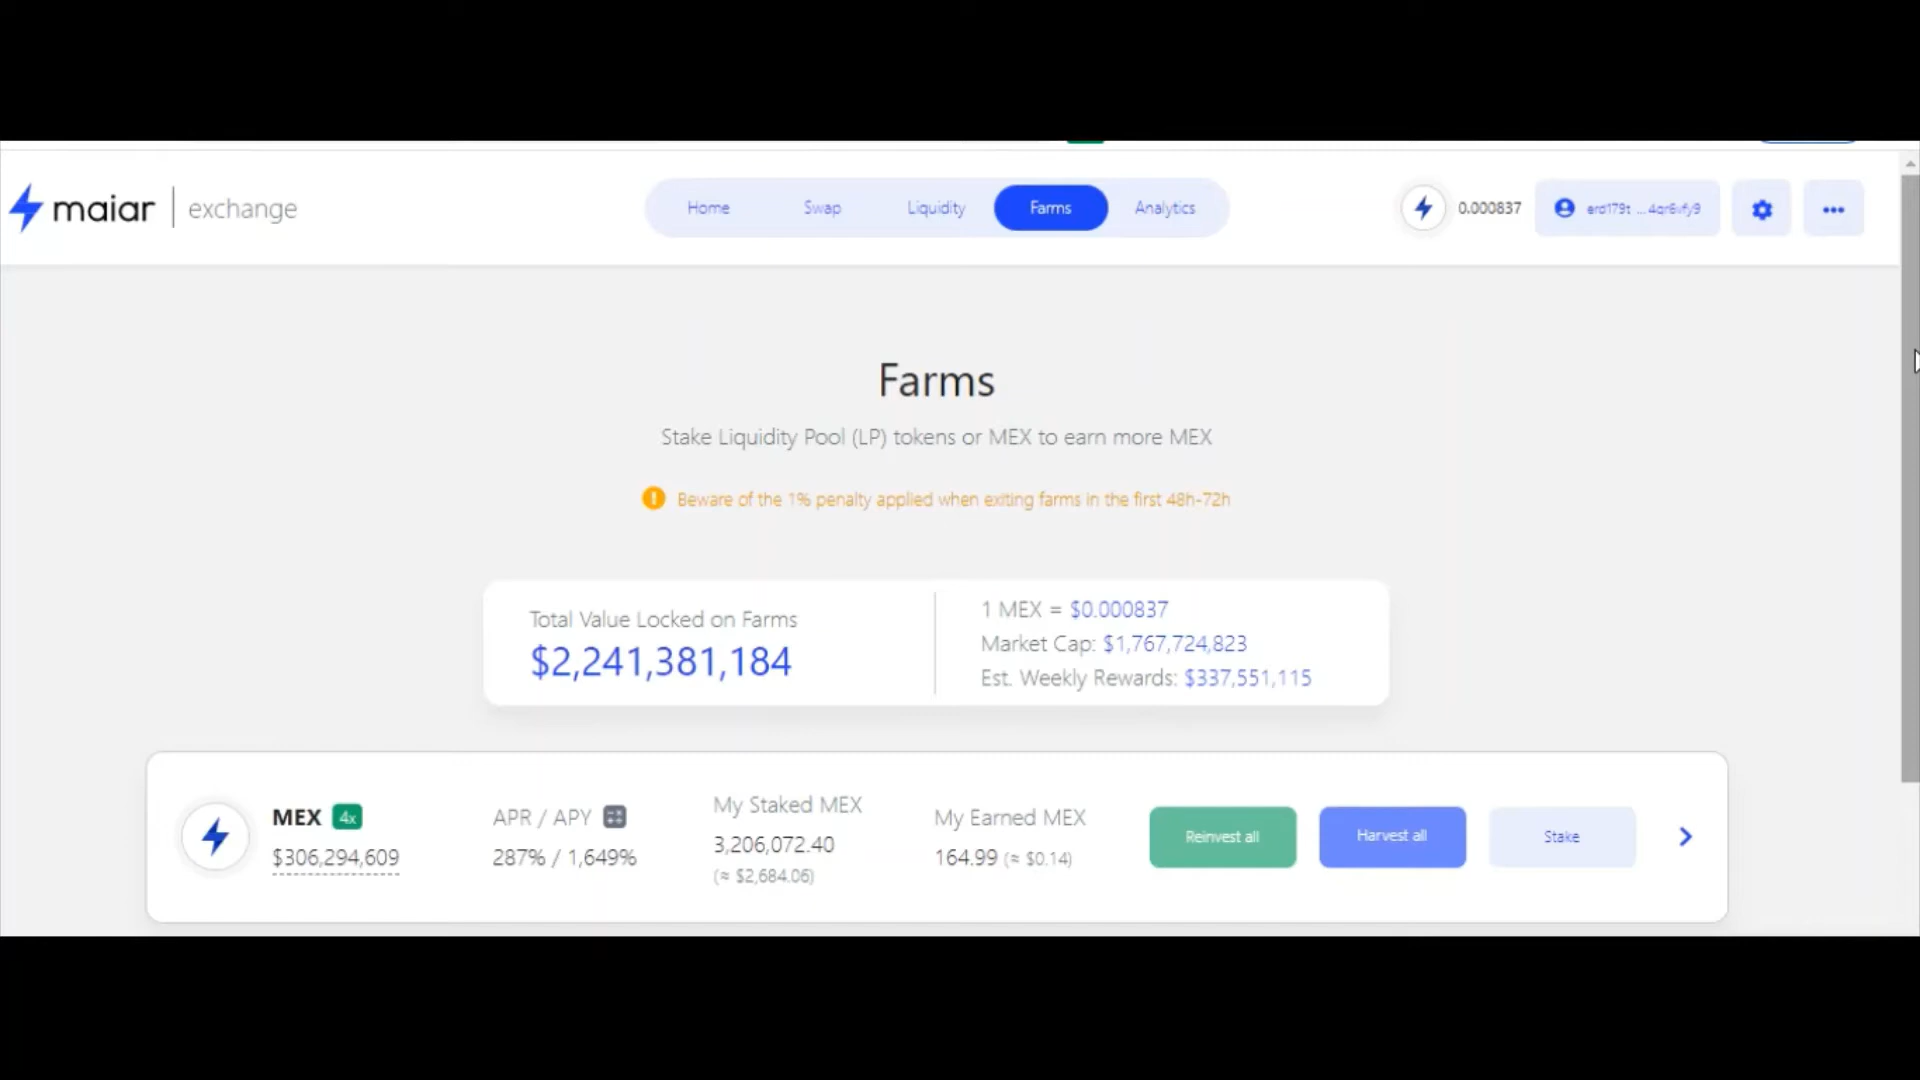 maiar | exchange
Home Swap Liquidity Farms Analytics
0.000837
erd179t ...4qr6vfy9
Farms
Stake Liquidity Pool (LP) tokens or MEX to earn more MEX
Beware of the 1% penalty applied when exiting farms in the first 48h-72h
Total Value Locked on Farms
$2,241,381,184
1 MEX = $0.000837
Market Cap: $1,767,724,823
Est. Weekly Rewards: $337,551,115
MEX 4x
$306,294,609
APR / APY
287% / 1,649%
My Staked MEX
3,206,072.40
(≈ $2,684.06)
My Earned MEX
164.99 (≈ $0.14)
Reinvest all
Harvest all
Stake